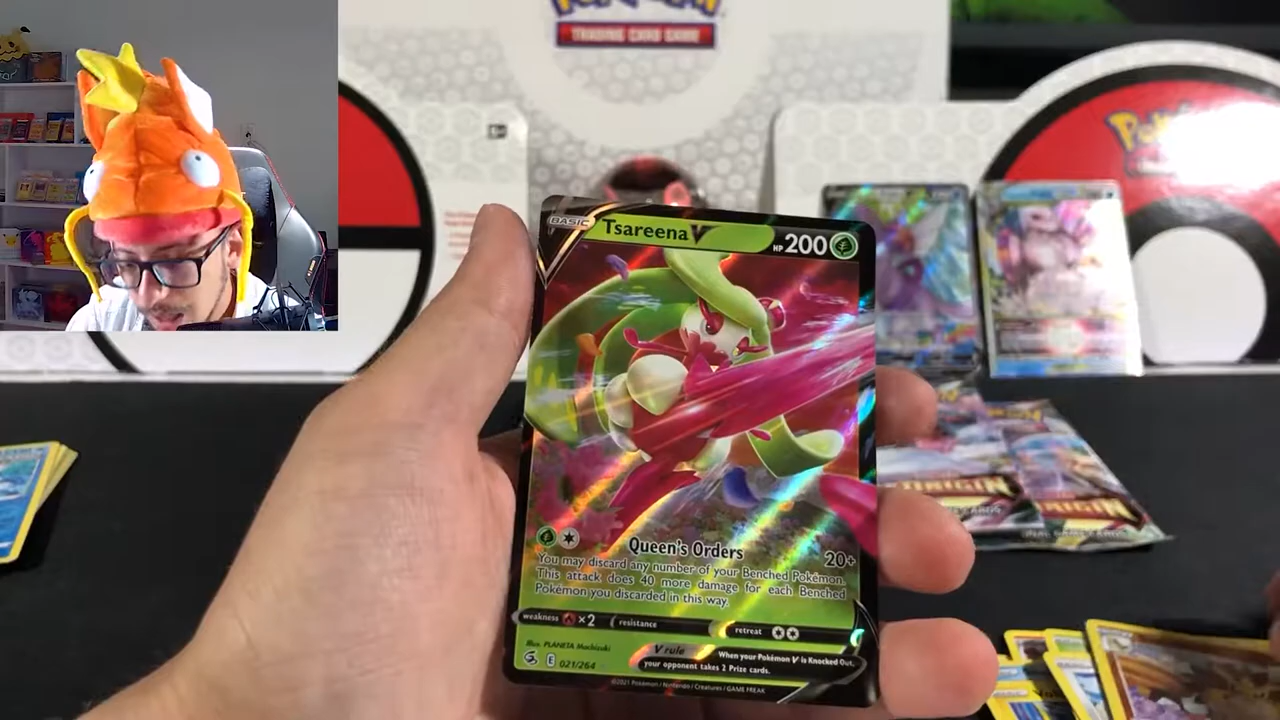 TRADING CARD GAME
Poké
BASIC
Tsareena V
HP 200
Queen's Orders 20+
You may discard any number of your Benched Pokémon.
This attack does 40 more damage for each Benched
Pokémon you discarded in this way.
weakness ×2 resistance retreat
Illus. PLANETA Mochizuki
V rule When your Pokémon V is Knocked Out,
your opponent takes 2 Prize cards.
E 021/264
©2021 Pokémon / Nintendo / Creatures / GAME FREAK
ORIGIN
ORIGIN